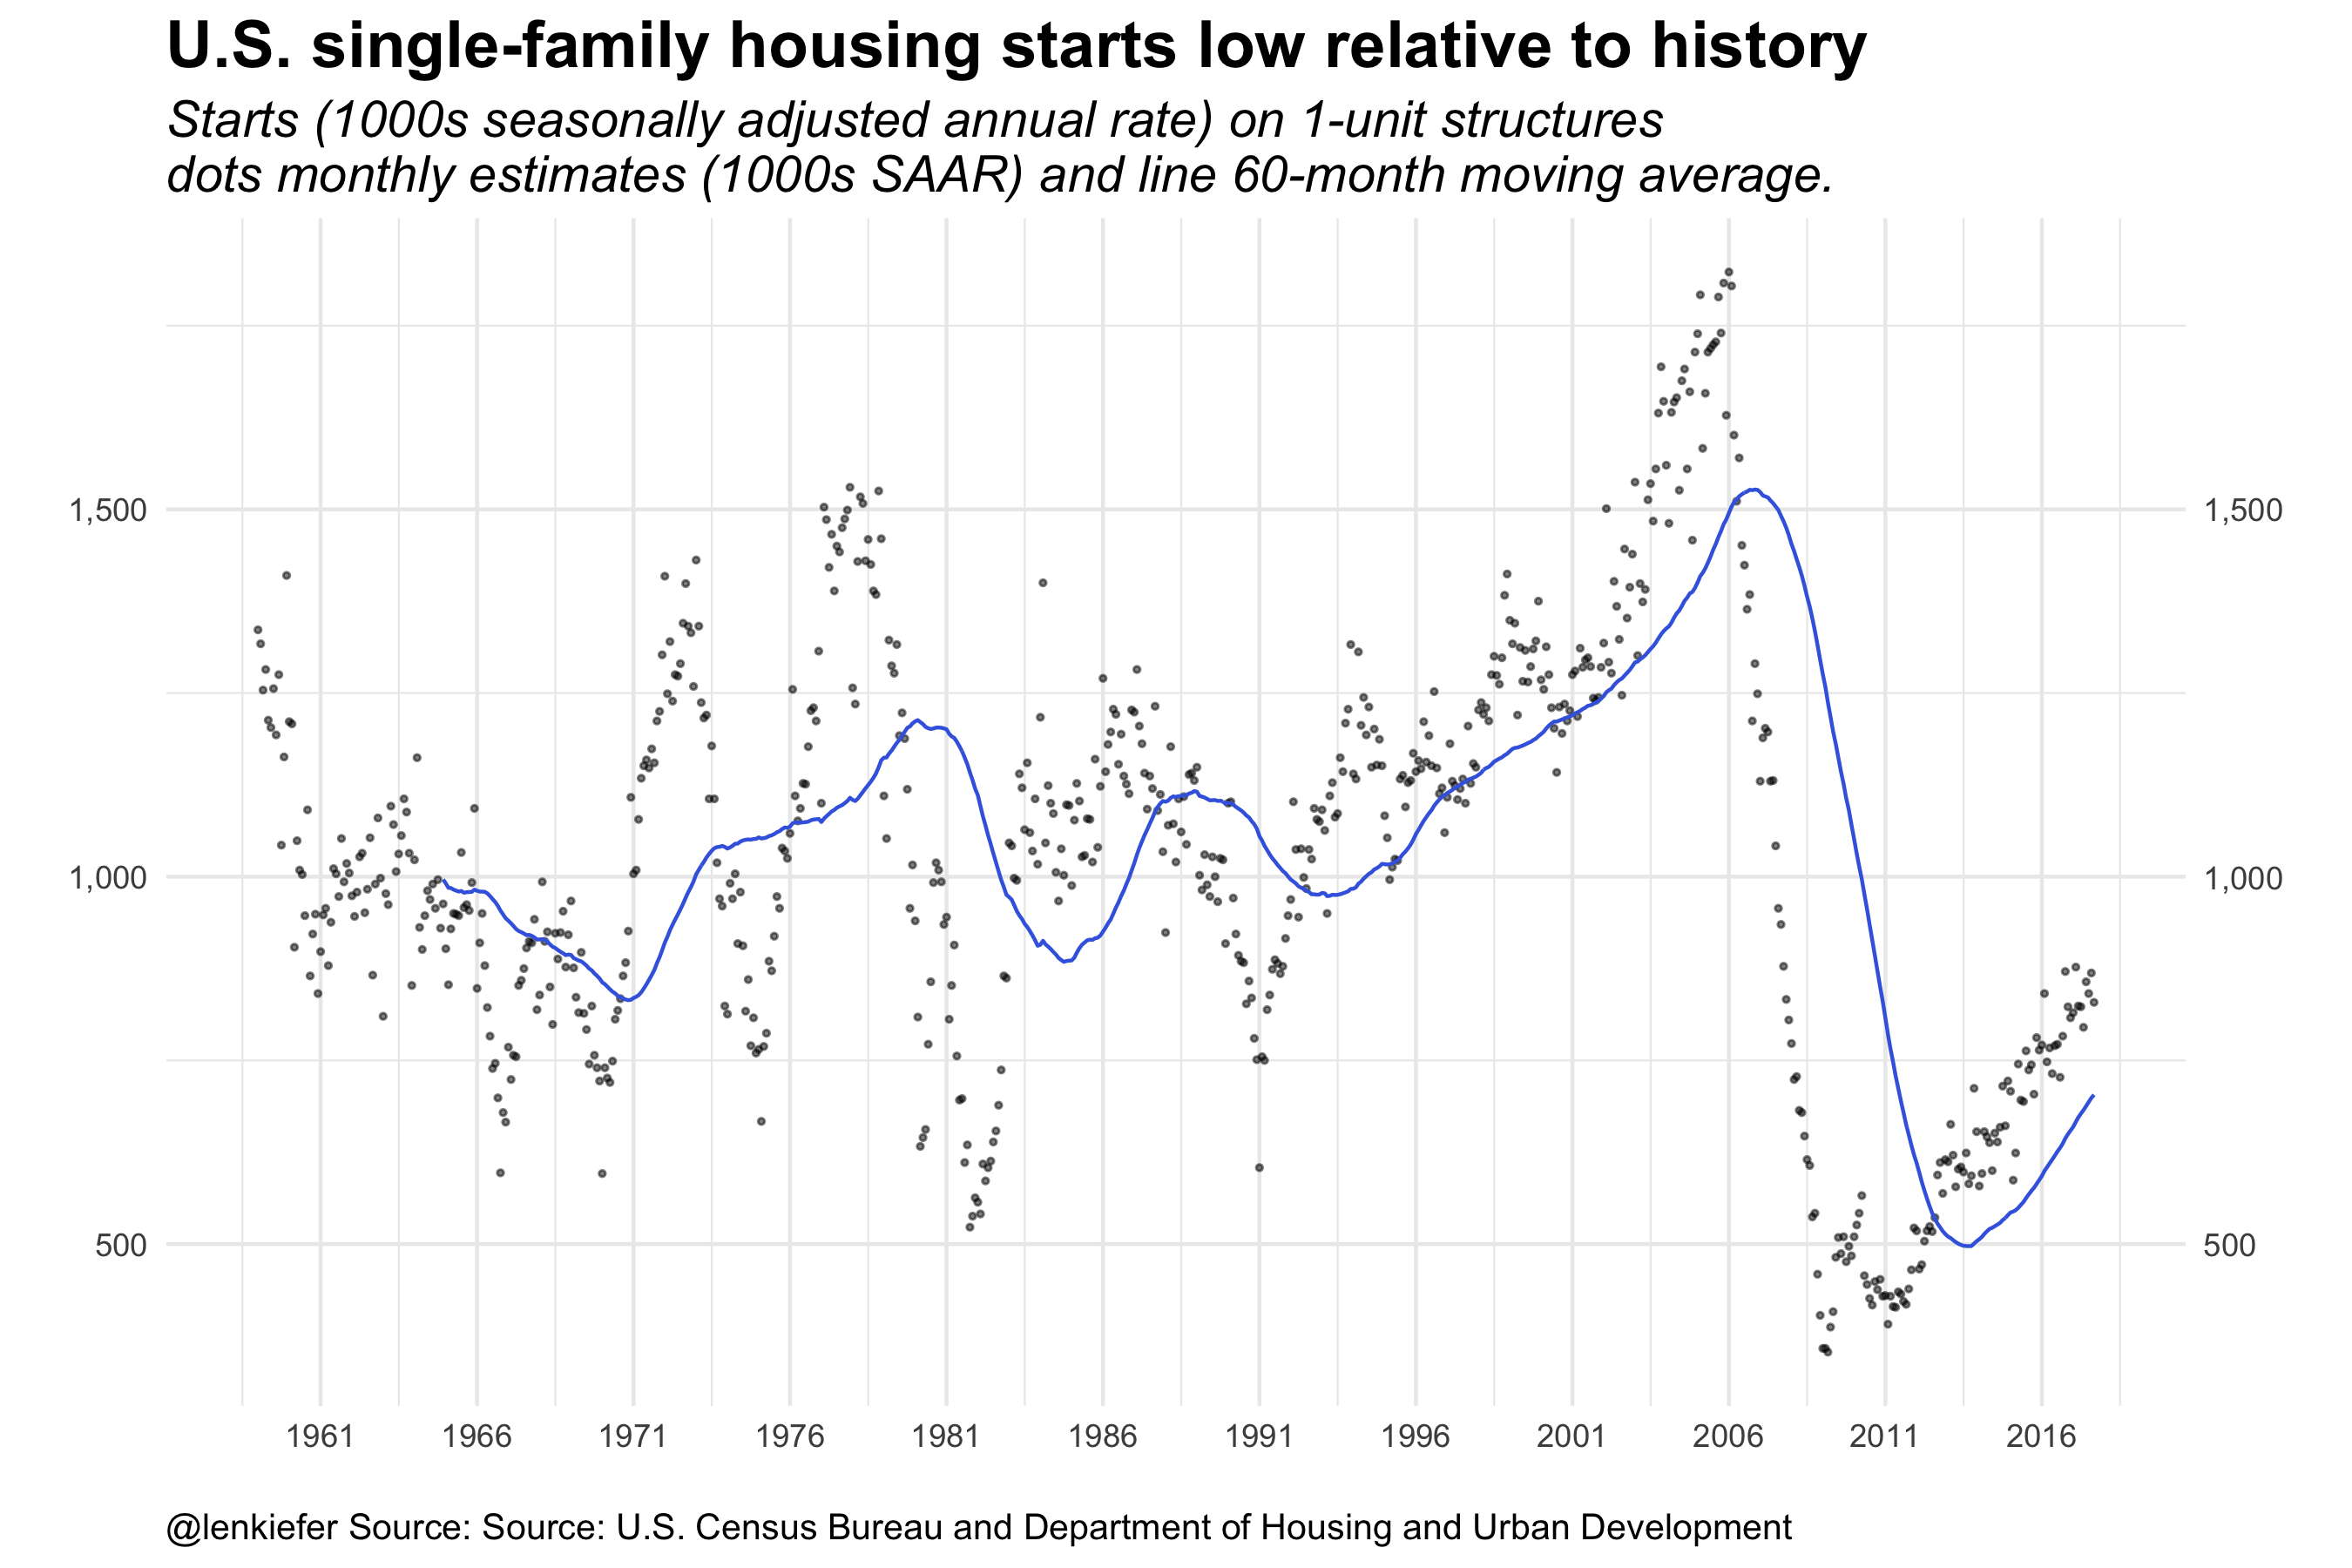 U.S. single-family housing starts low relative to history
Starts (1000s seasonally adjusted annual rate) on 1-unit structures
dots monthly estimates (1000s SAAR) and line 60-month moving average.
1,500 1,500
1,000 1,000
500 500
1961 1966 1971 1976 1981 1986 1991 1996 2001 2006 2011 2016
@lenkiefer Source: Source: U.S. Census Bureau and Department of Housing and Urban Development